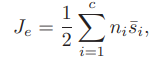 $J_e = \frac{1}{2} \sum_{i=1}^{c} n_i \bar{s}_i,$